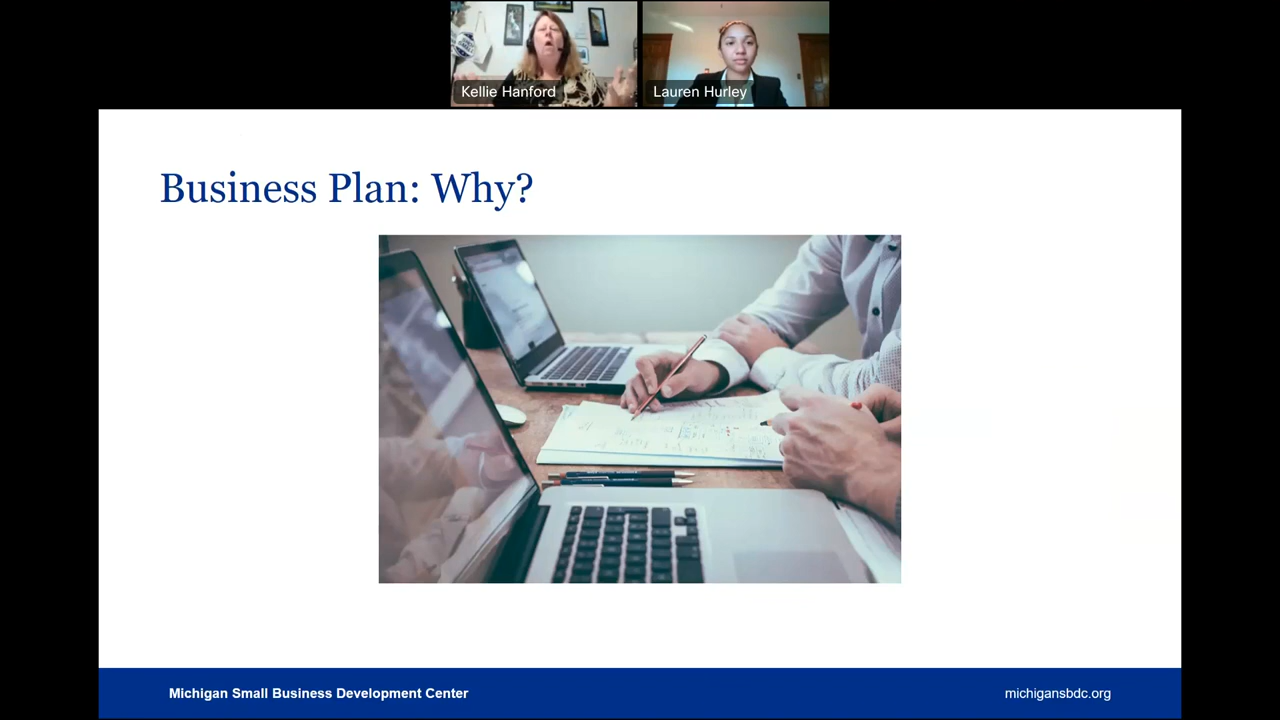 Kellie Hanford
Lauren Hurley
Business Plan: Why?
Michigan Small Business Development Center
michigansbdc.org